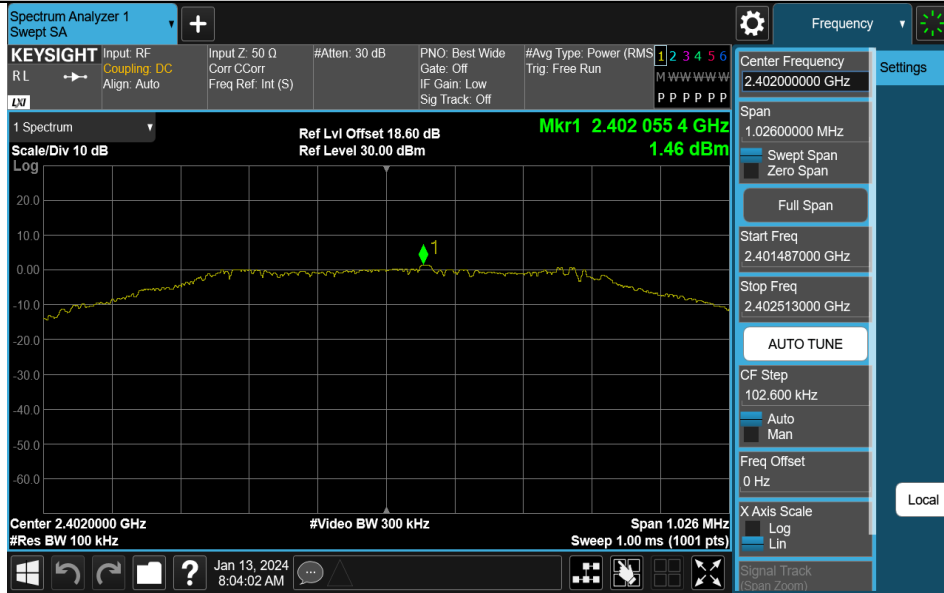 Spectrum Analyzer 1
Swept SA
+
Frequency
KEYSIGHT
RL
LXI
Input: RF
Coupling: DC
Align: Auto
Input Z: 50 Ω
Corr CCorr
Freq Ref: Int (S)
#Atten: 30 dB
PNO: Best Wide
Gate: Off
IF Gain: Low
Sig Track: Off
#Avg Type: Power (RMS
Trig: Free Run
1 2 3 4 5 6
M W W W W W
P P P P P P
1 Spectrum
Scale/Div 10 dB
Log
Ref Lvl Offset 18.60 dB
Ref Level 30.00 dBm
Mkr1 2.402 055 4 GHz
1.46 dBm
20.0
10.0
0.00
-10.0
-20.0
-30.0
-40.0
-50.0
-60.0
1
Center 2.4020000 GHz
#Res BW 100 kHz
#Video BW 300 kHz
Span 1.026 MHz
Sweep 1.00 ms (1001 pts)
?
Jan 13, 2024
8:04:02 AM
Center Frequency
2.402000000 GHz
Span
1.02600000 MHz
Swept Span
Zero Span
Full Span
Start Freq
2.401487000 GHz
Stop Freq
2.402513000 GHz
AUTO TUNE
CF Step
102.600 kHz
Auto
Man
Freq Offset
0 Hz
X Axis Scale
Log
Lin
Signal Track
(Span Zoom)
Settings
Local